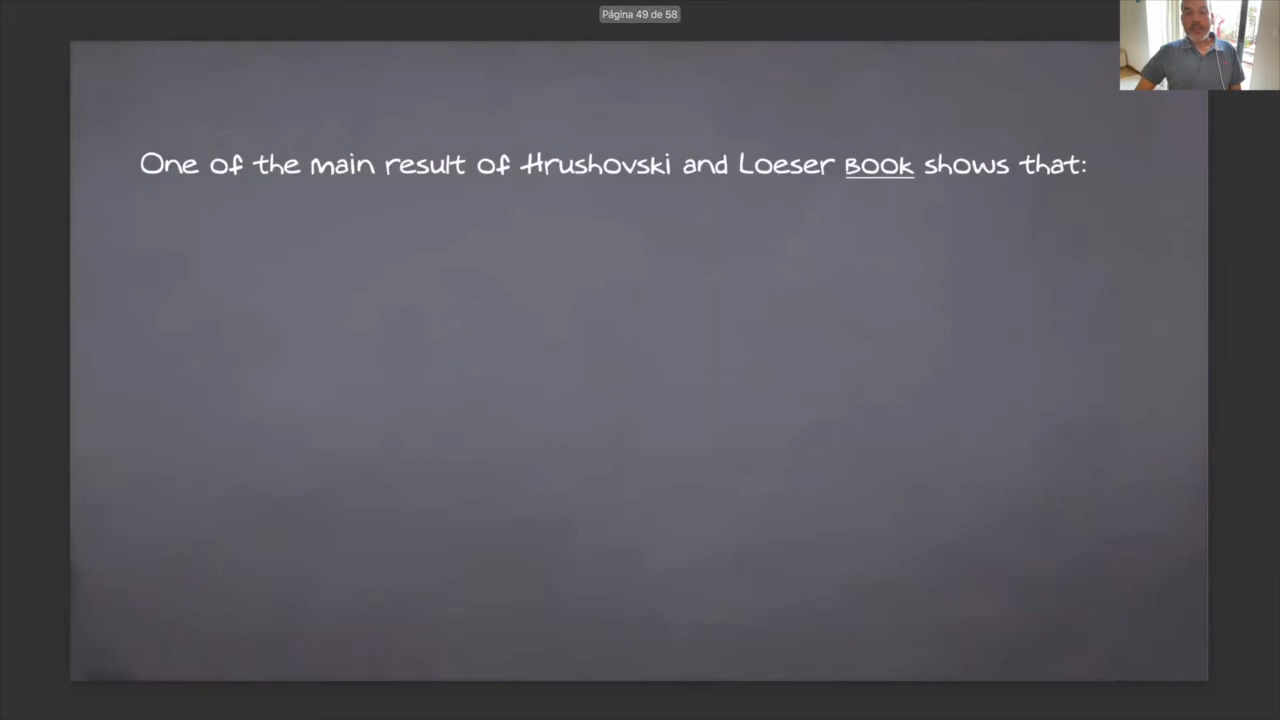 Página 49 de 58
One of the main result of Hrushovski and Loeser BOOK shows that: